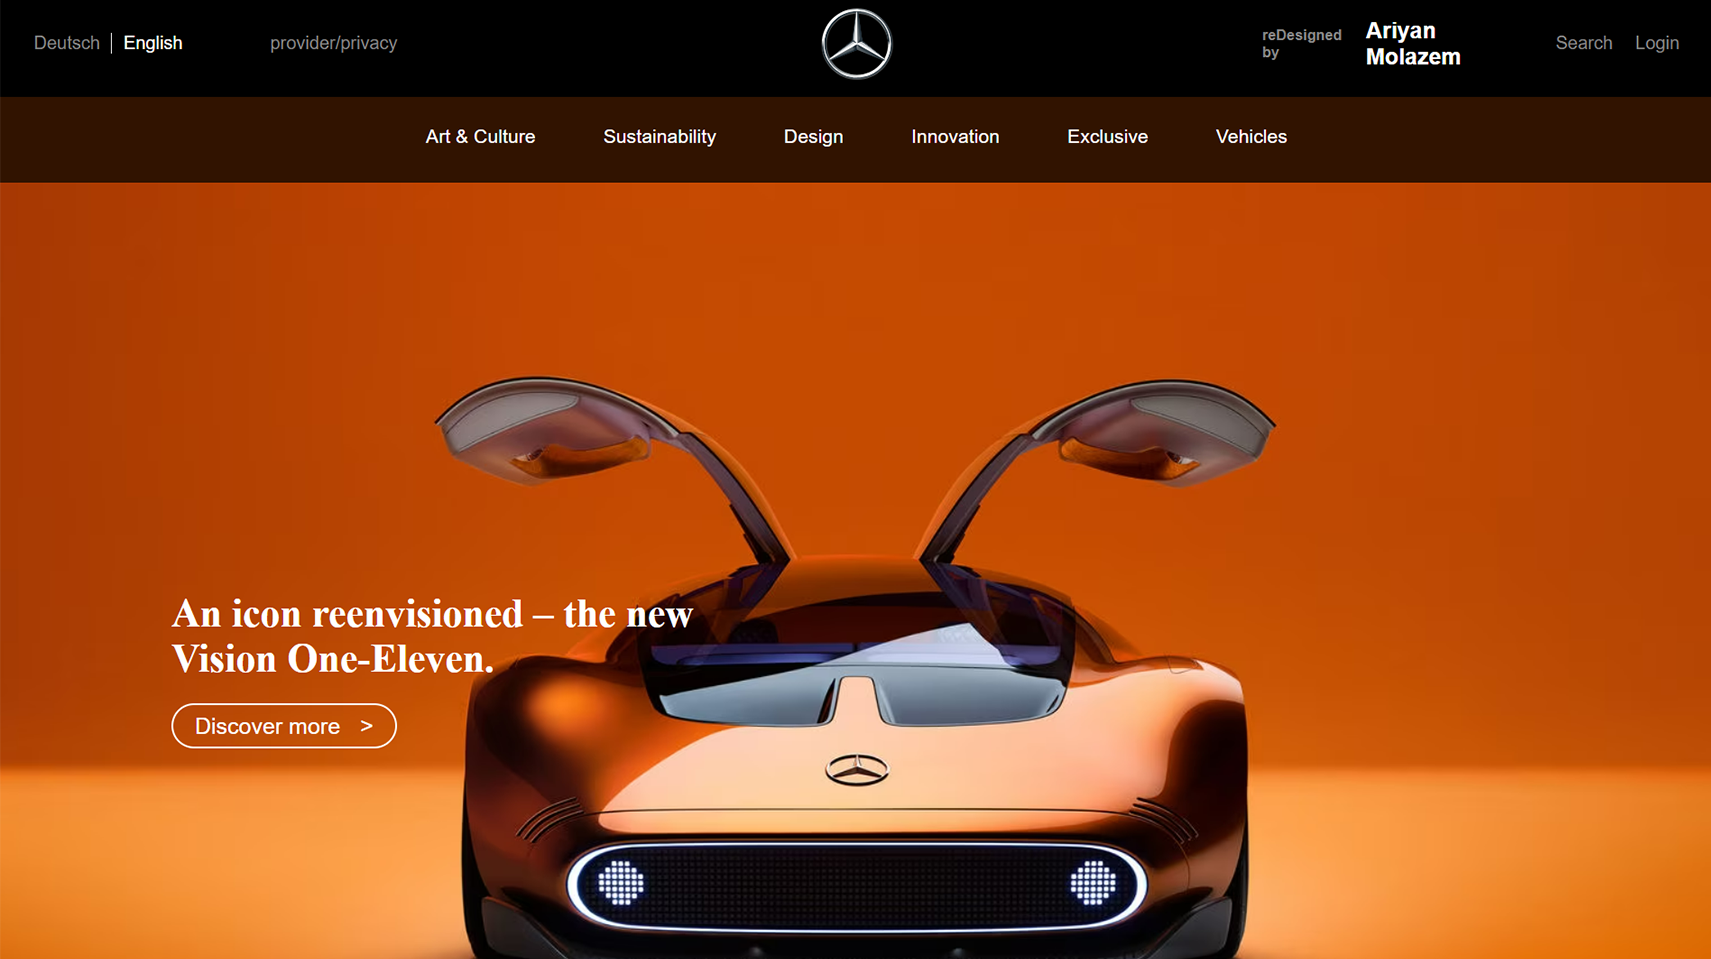 Deutsch | English
provider/privacy
reDesigned
by
Ariyan
Molazem
Search
Login
Art & Culture
Sustainability
Design
Innovation
Exclusive
Vehicles
An icon reenvisioned – the new
Vision One-Eleven.
Discover more >